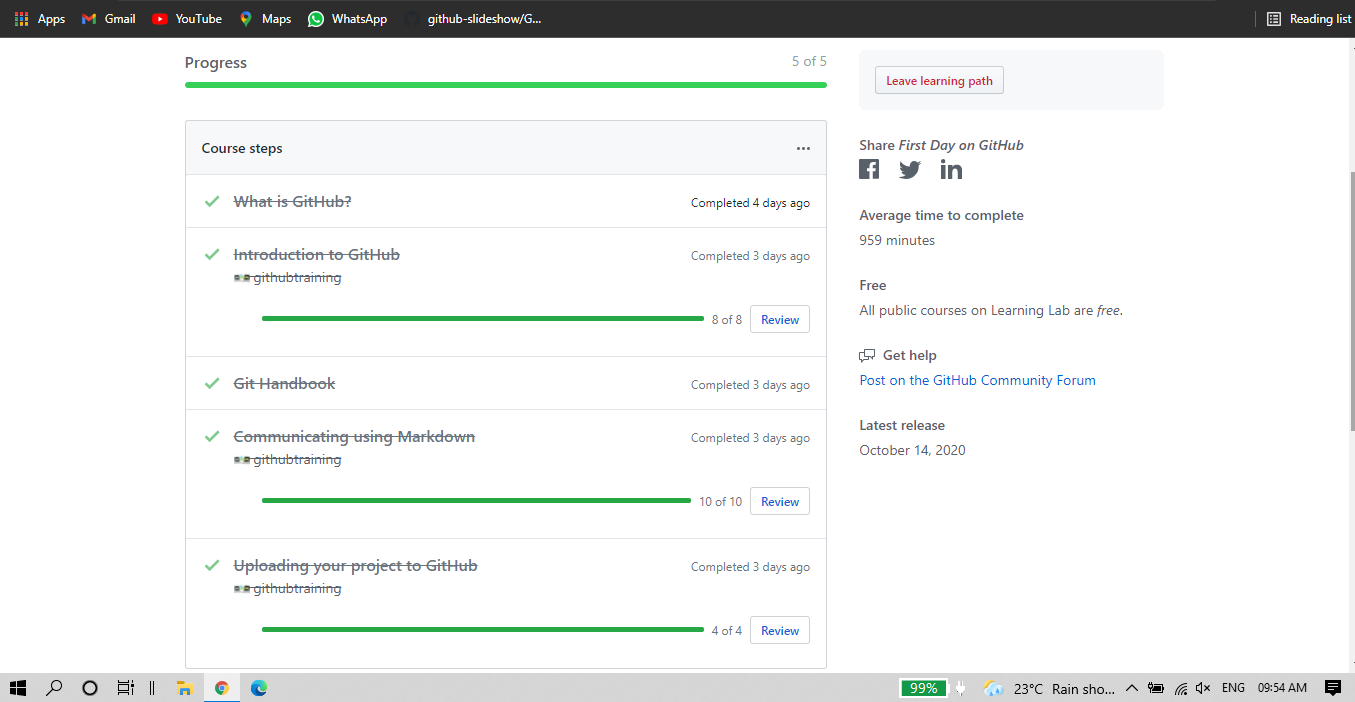 Apps Gmail YouTube Maps WhatsApp github-slideshow/G... Reading list
Progress 5 of 5
Course steps
What is GitHub? Completed 4 days ago
Introduction to GitHub Completed 3 days ago
githubtraining
8 of 8 Review
Git Handbook Completed 3 days ago
Communicating using Markdown Completed 3 days ago
githubtraining
10 of 10 Review
Uploading your project to GitHub Completed 3 days ago
githubtraining
4 of 4 Review
Leave learning path
Share First Day on GitHub
Average time to complete
959 minutes
Free
All public courses on Learning Lab are free.
Get help
Post on the GitHub Community Forum
Latest release
October 14, 2020
99% 23°C Rain sho... ENG 09:54 AM